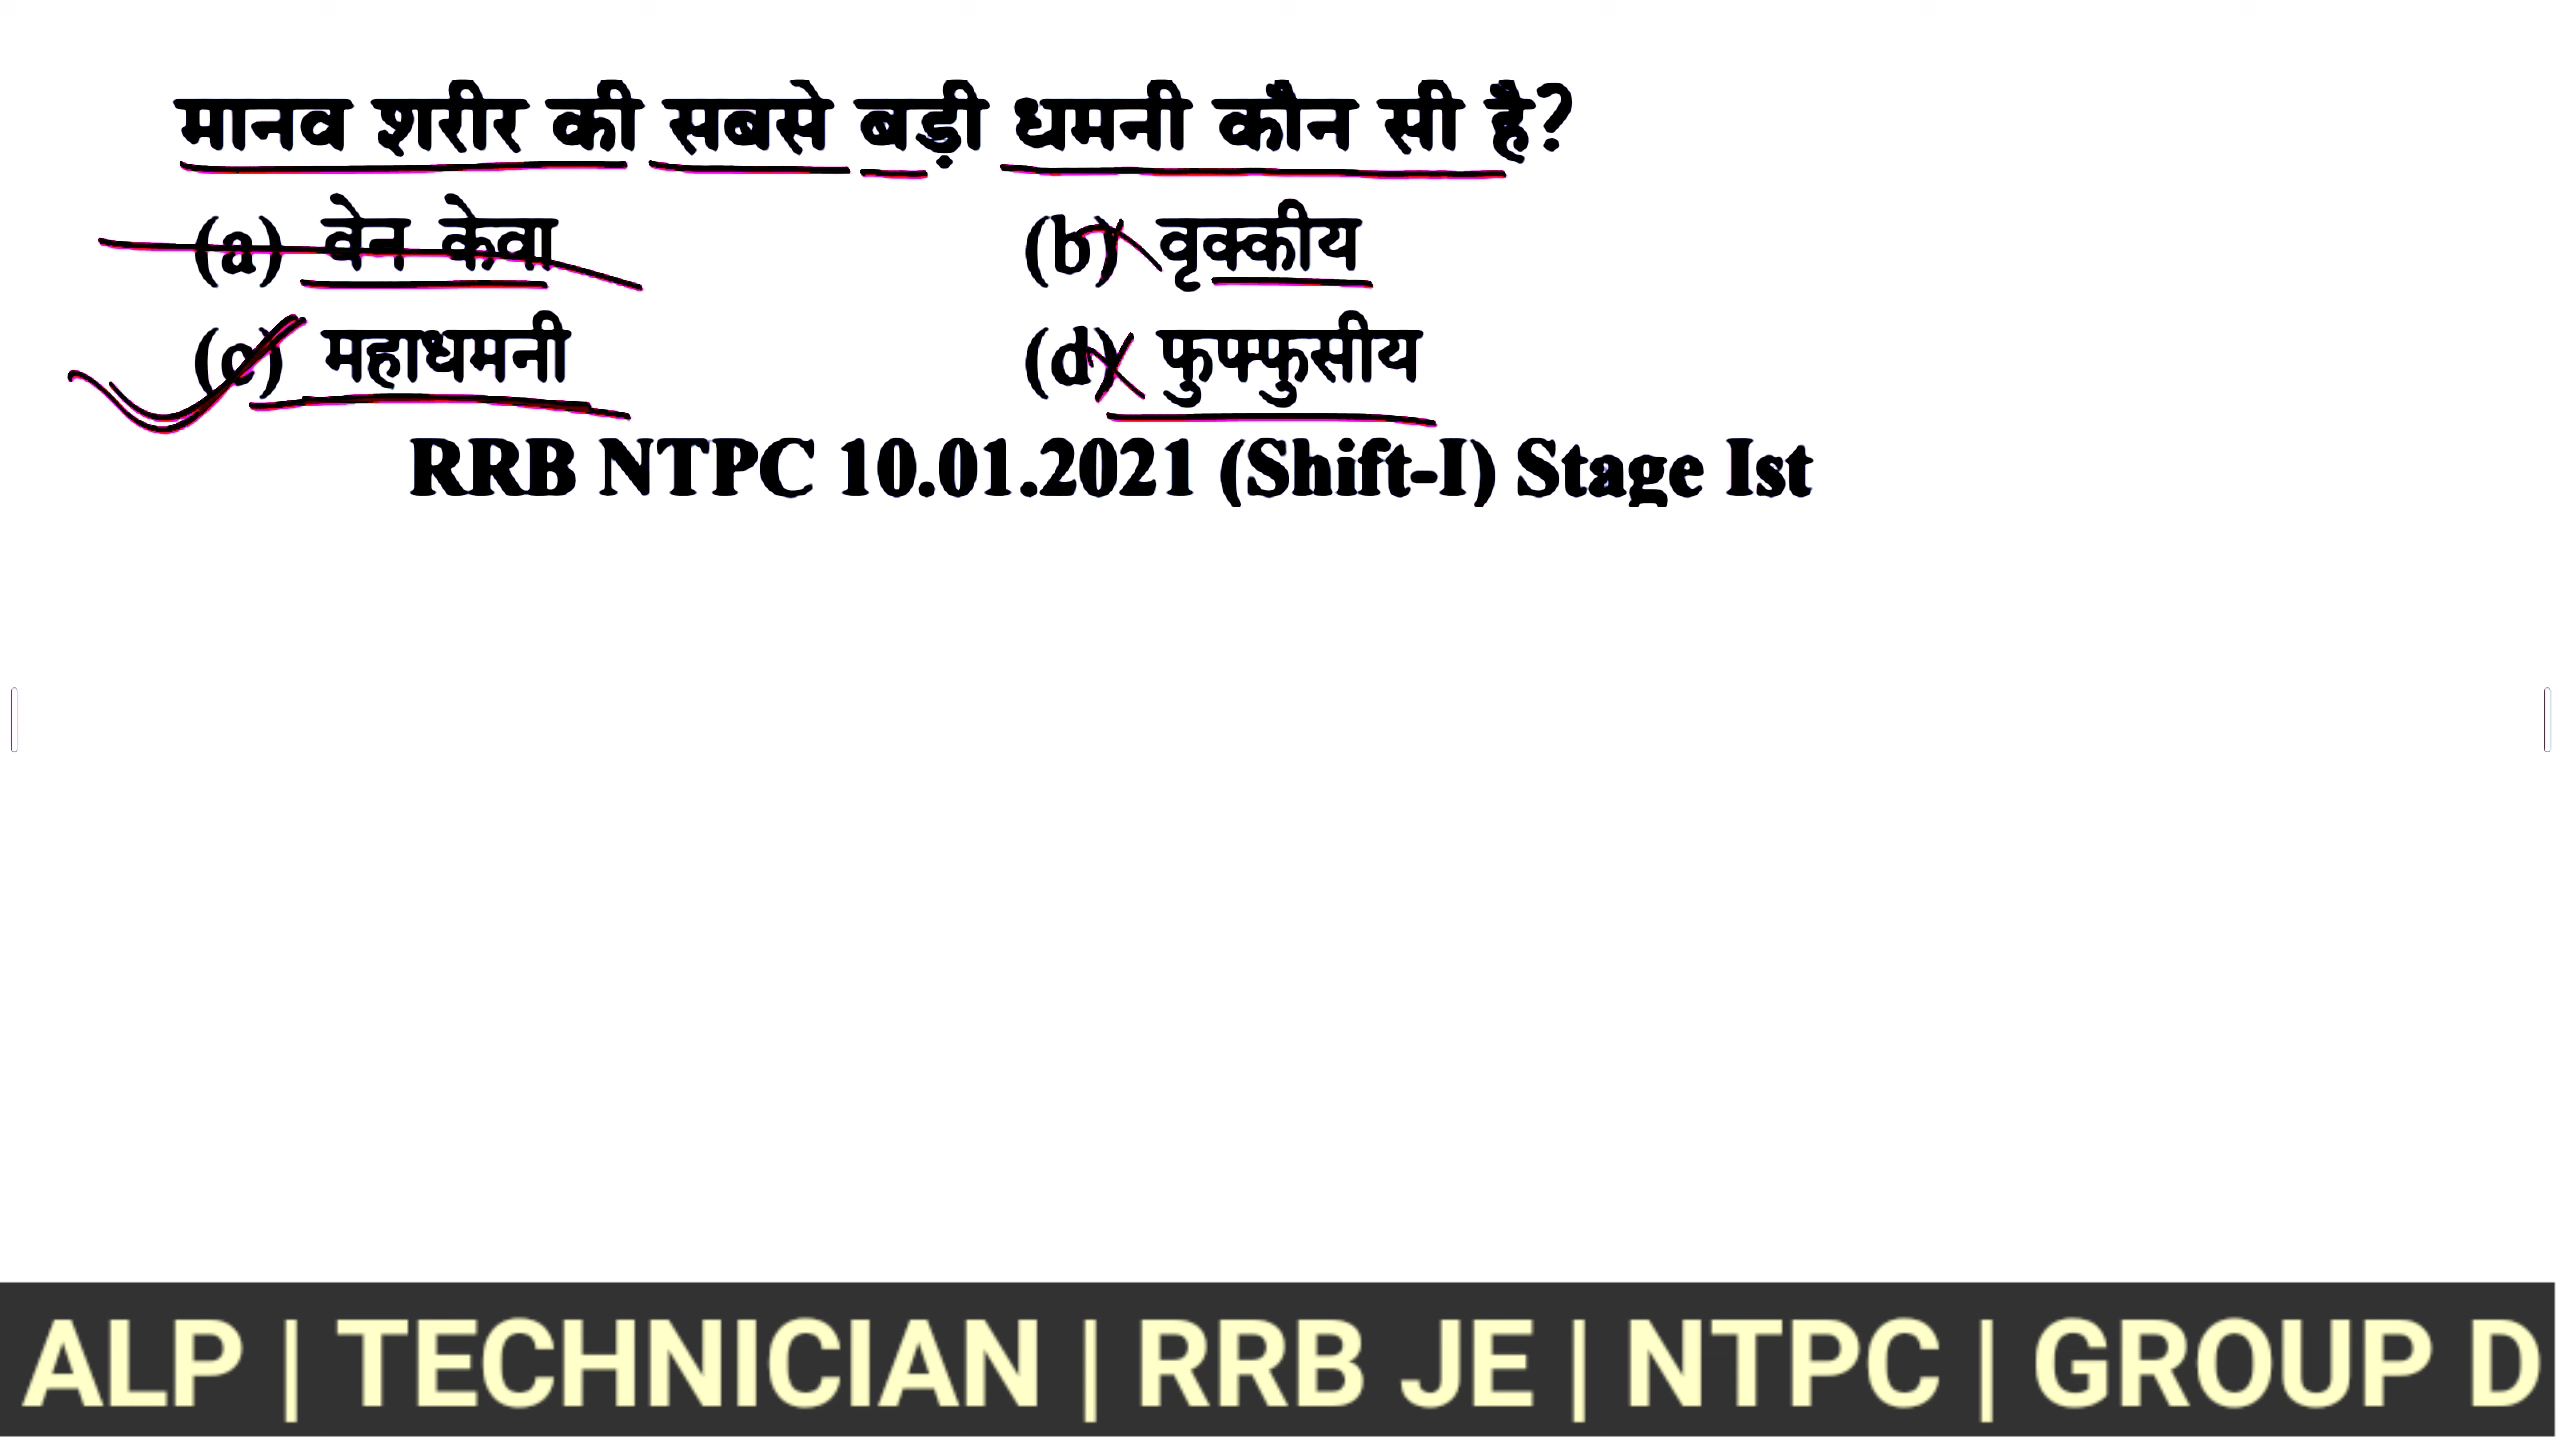 मानव शरीर की सबसे बड़ी धमनी कौन सी है?
(a) वेन केवा (b) वृक्कीय
(c) महाधमनी (d) फुफ्फुसीय
RRB NTPC 10.01.2021 (Shift-I) Stage Ist
ALP | TECHNICIAN | RRB JE | NTPC | GROUP D